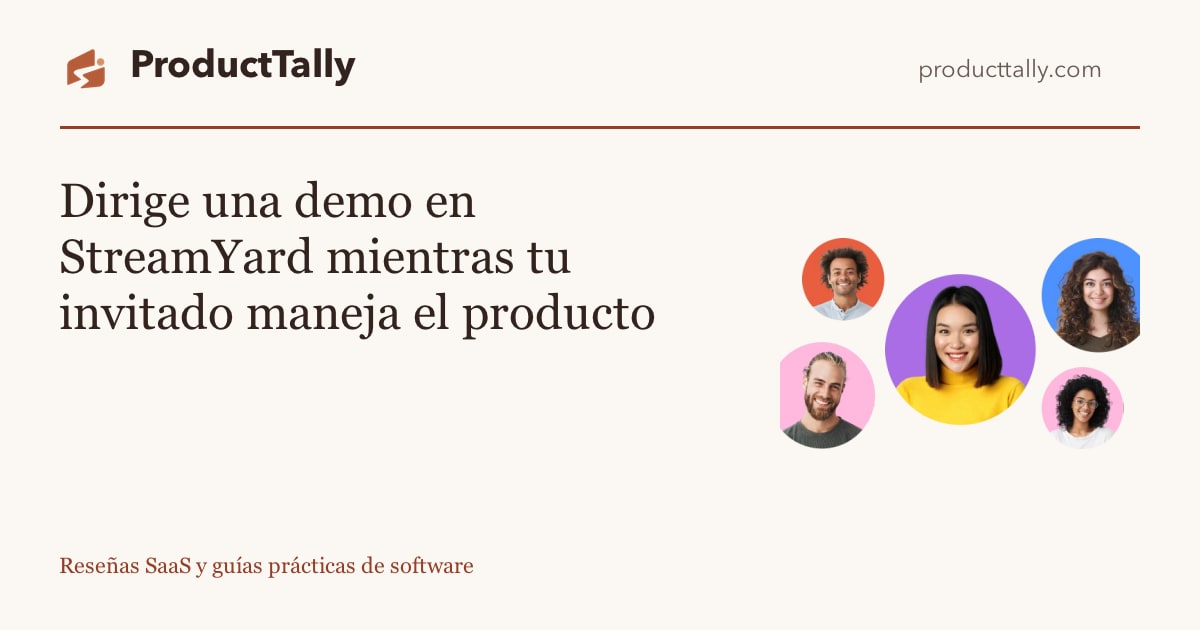 ProductTally
producttally.com
Dirige una demo en
StreamYard mientras tu
invitado maneja el producto
Reseñas SaaS y guías prácticas de software